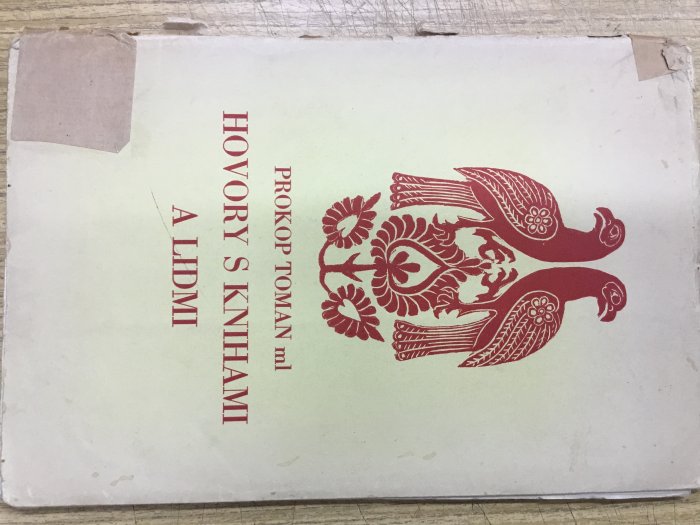 PROKOP TOMAN ml
HOVORY S KNIHAMI
A LIDMI